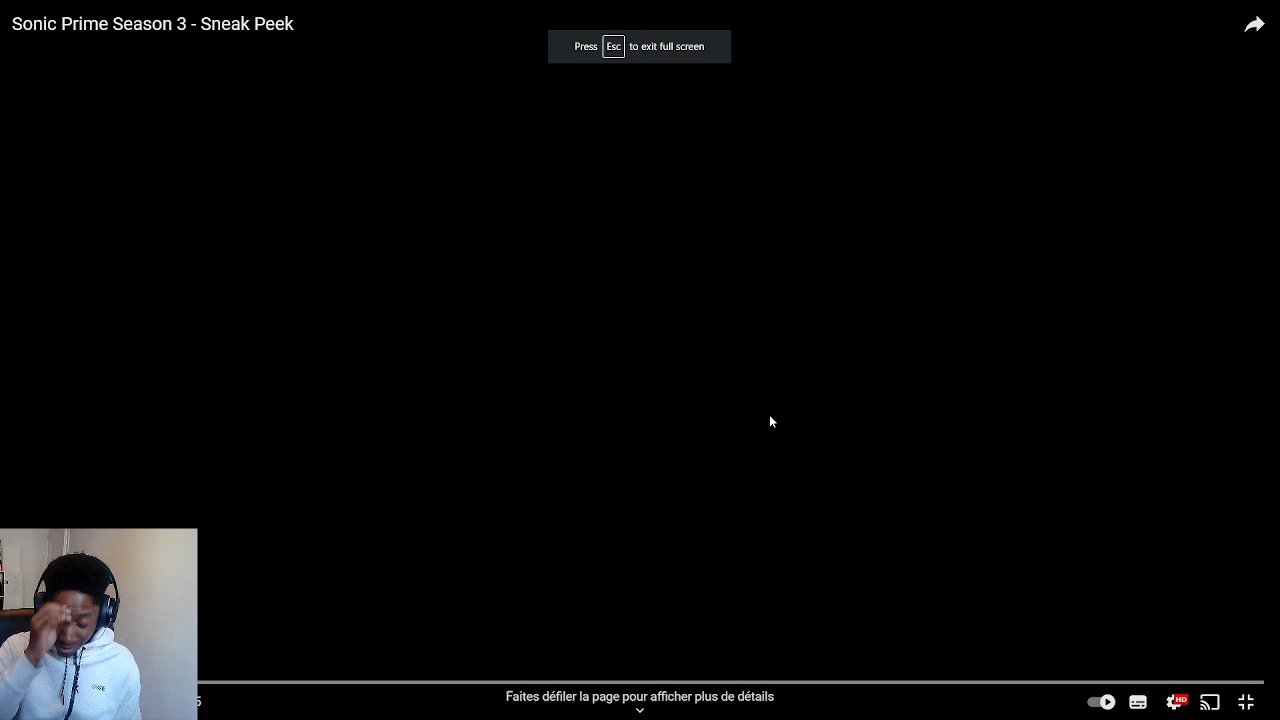 Sonic Prime Season 3 - Sneak Peek
Press Esc to exit full screen
Faites défiler la page pour afficher plus de détails
HD